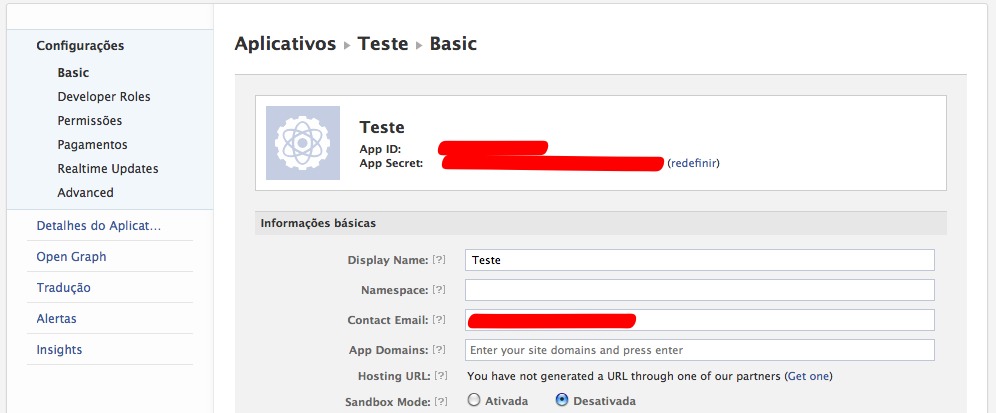 Configurações
Basic
Developer Roles
Permissões
Pagamentos
Realtime Updates
Advanced
Detalhes do Aplicat...
Open Graph
Tradução
Alertas
Insights
Aplicativos ▸ Teste ▸ Basic
Teste
App ID:
App Secret: (redefinir)
Informações básicas
Display Name: [?] Teste
Namespace: [?]
Contact Email: [?]
App Domains: [?] Enter your site domains and press enter
Hosting URL: [?] You have not generated a URL through one of our partners (Get one)
Sandbox Mode: [?] Ativada Desativada